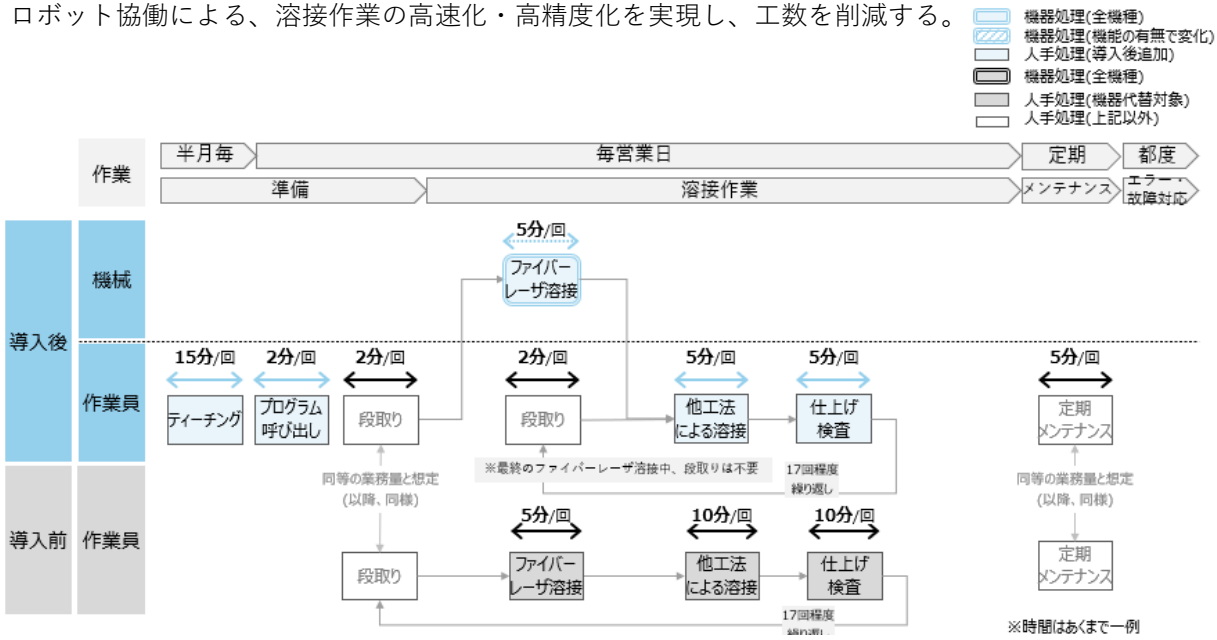 ロボット協働による、溶接作業の高速化・高精度化を実現し、工数を削減する。
機器処理(全機種)
機器処理(機能の有無で変化)
人手処理(導入後追加)
機器処理(全機種)
人手処理(機器代替対象)
人手処理(上記以外)
作業
半月毎
毎営業日
定期
都度
準備
溶接作業
メンテナンス
エラー・
故障対応
導入後
機械
5分/回
ファイバー
レーザ溶接
作業員
15分/回
2分/回
2分/回
2分/回
5分/回
5分/回
5分/回
ティーチング
プログラム
呼び出し
段取り
段取り
他工法
による溶接
仕上げ
検査
定期
メンテナンス
※最終のファイバーレーザ溶接中、段取りは不要
17回程度
繰り返し
同等の業務量と想定
(以降、同様)
同等の業務量と想定
(以降、同様)
導入前
作業員
5分/回
10分/回
10分/回
段取り
ファイバー
レーザ溶接
他工法
による溶接
仕上げ
検査
定期
メンテナンス
17回程度
繰り返し
※時間はあくまで一例